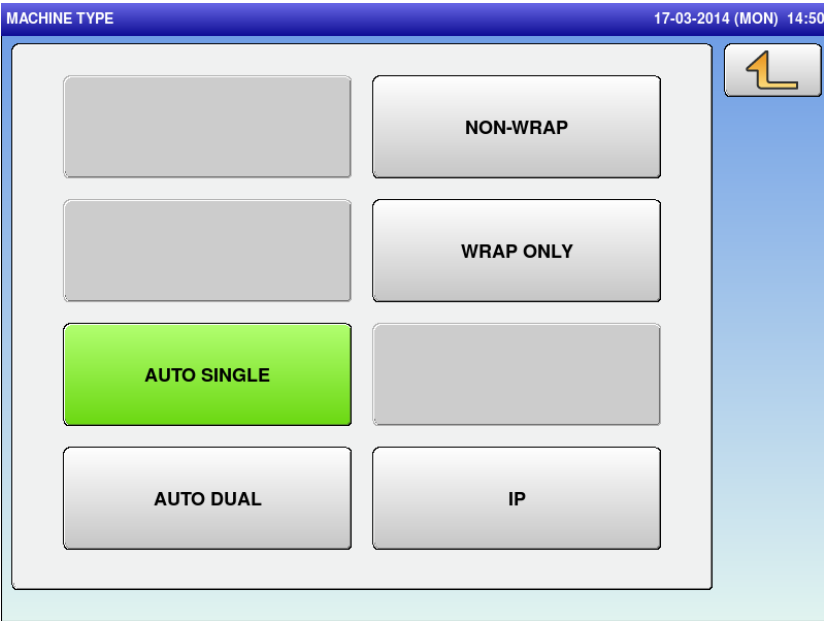 MACHINE TYPE 17-03-2014 (MON) 14:50
NON-WRAP
WRAP ONLY
AUTO SINGLE
AUTO DUAL IP